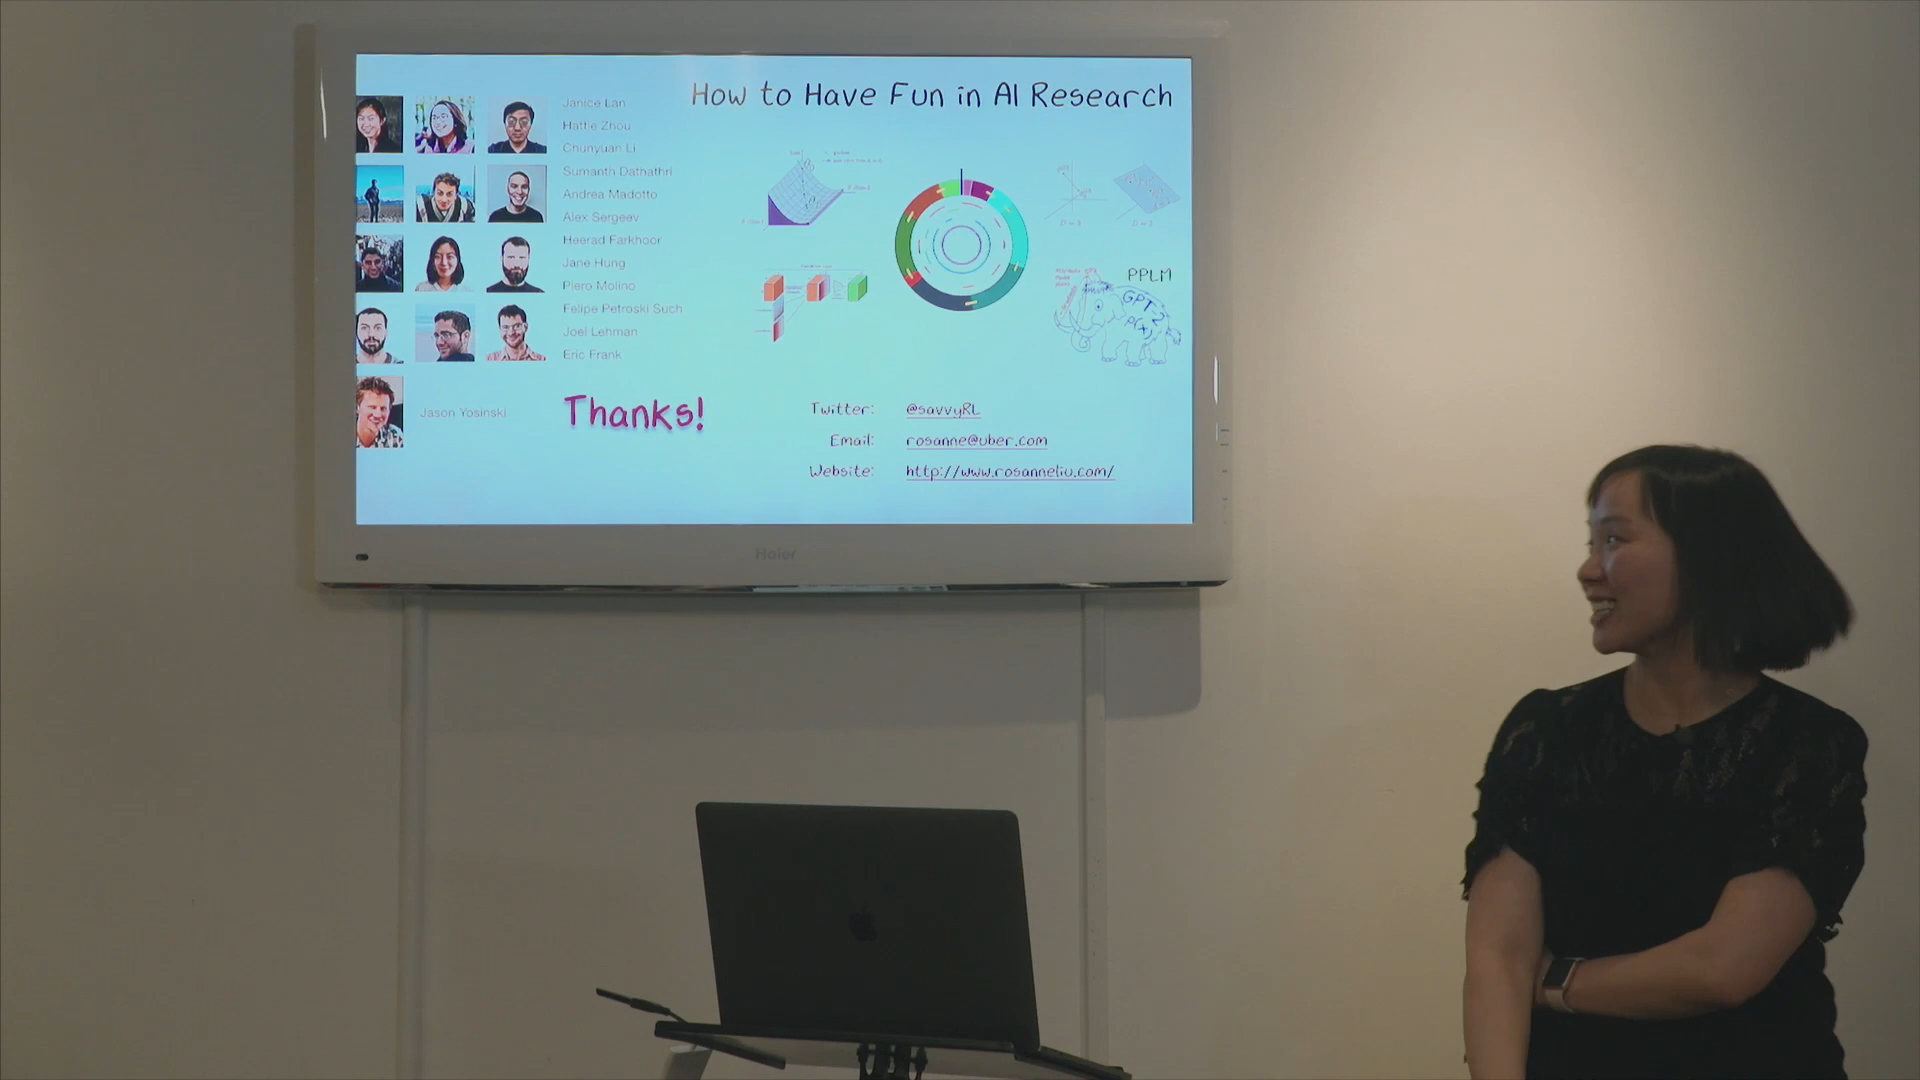 How to Have Fun in AI Research
Janice Lan
Hattie Zhou
Chunyuan Li
Sumanth Dathathri
Andrea Madotto
Alex Sergeev
Heerad Farkhoor
Jane Hung
Piero Molino
Felipe Petroski Such
Joel Lehman
Eric Frank
Jason Yosinski
PPLM
GPT-2
p(x)
Thanks!
Twitter: @savvyRL
Email: rosanne@uber.com
Website: http://www.rosanneliu.com/
Haier